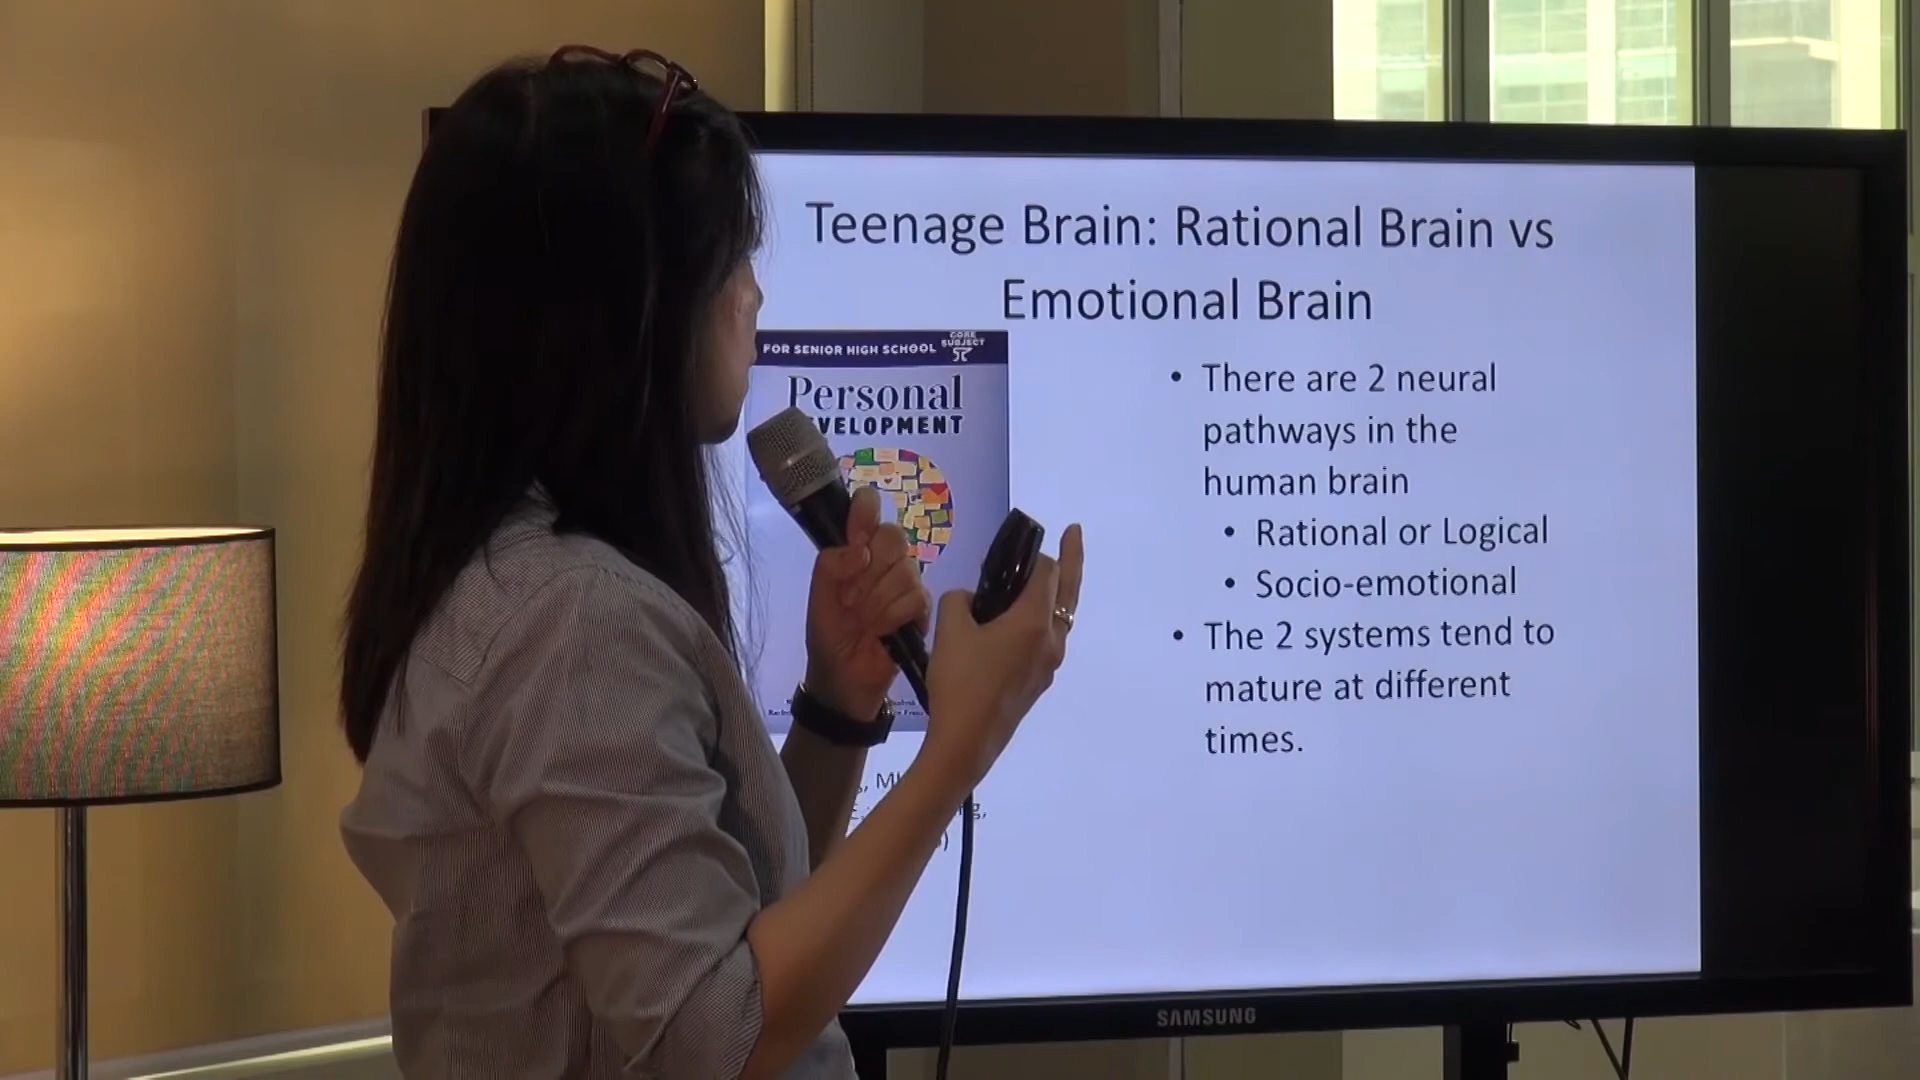 Teenage Brain: Rational Brain vs
Emotional Brain
FOR SENIOR HIGH SCHOOL
CORE
SUBJECT
Personal
VELOPMENT
• There are 2 neural
pathways in the
human brain
• Rational or Logical
• Socio-emotional
• The 2 systems tend to
mature at different
times.
SAMSUNG